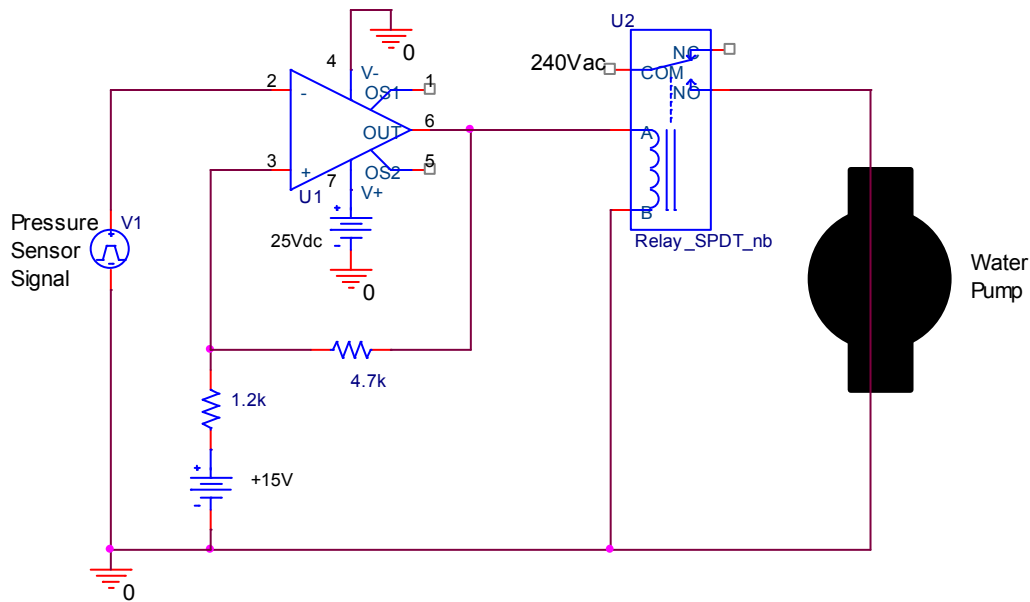 U2
0
NC
240Vac
COM
4
V-
1
2
-
OS1
NO
6
OUT
A
3
+
OS2
5
7
U1
V+
B
Pressure
Sensor
Signal
V1
+
-
+
-
25Vdc
0
Relay_SPDT_nb
Water
Pump
4.7k
1.2k
+
-
+15V
0